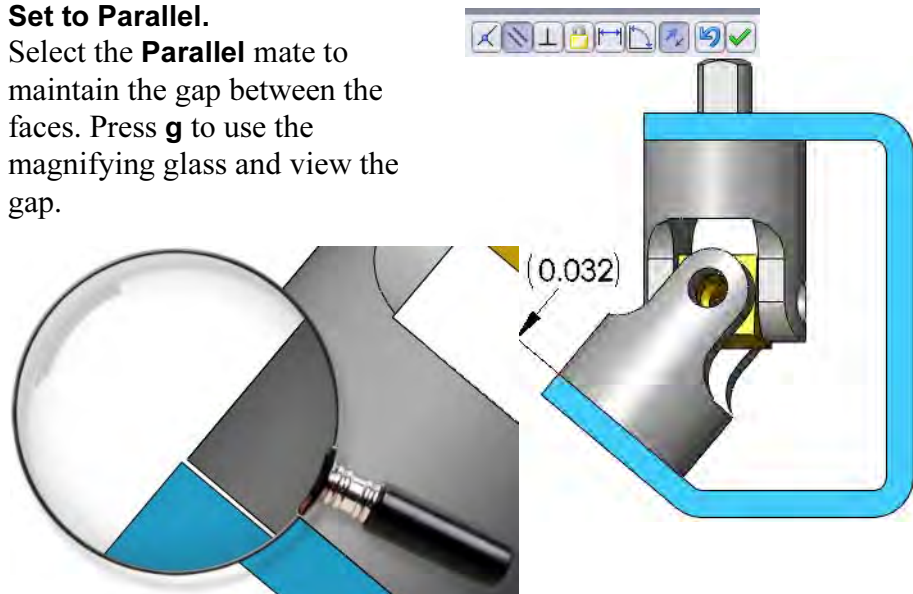 Set to Parallel.
Select the Parallel mate to
maintain the gap between the
faces. Press g to use the
magnifying glass and view the
gap.
(0.032)